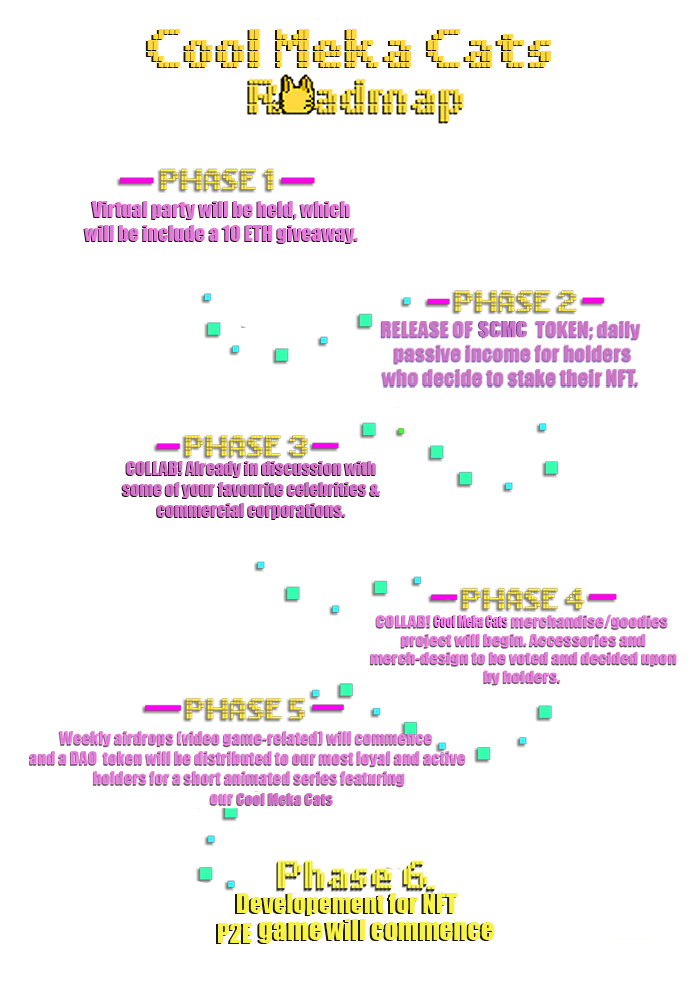 Cool Meka Cats
Roadmap
PHASE 1
Virtual party will be held, which
will be include a 10 ETH giveaway.
PHASE 2
RELEASE OF $CMC TOKEN; daily
passive income for holders
who decide to stake their NFT.
PHASE 3
COLLAB! Already in discussion with
some of your favourite celebrities &
commercial corporations.
PHASE 4
COLLAB! Cool Meka Cats merchandise/goodies
project will begin. Accessories and
merch-design to be voted and decided upon
by holders.
PHASE 5
Weekly airdrops (video game-related) will commence
and a DAO token will be distributed to our most loyal and active
holders for a short animated series featuring
our Cool Meka Cats
Phase 6.
Developement for NFT
P2E game will commence